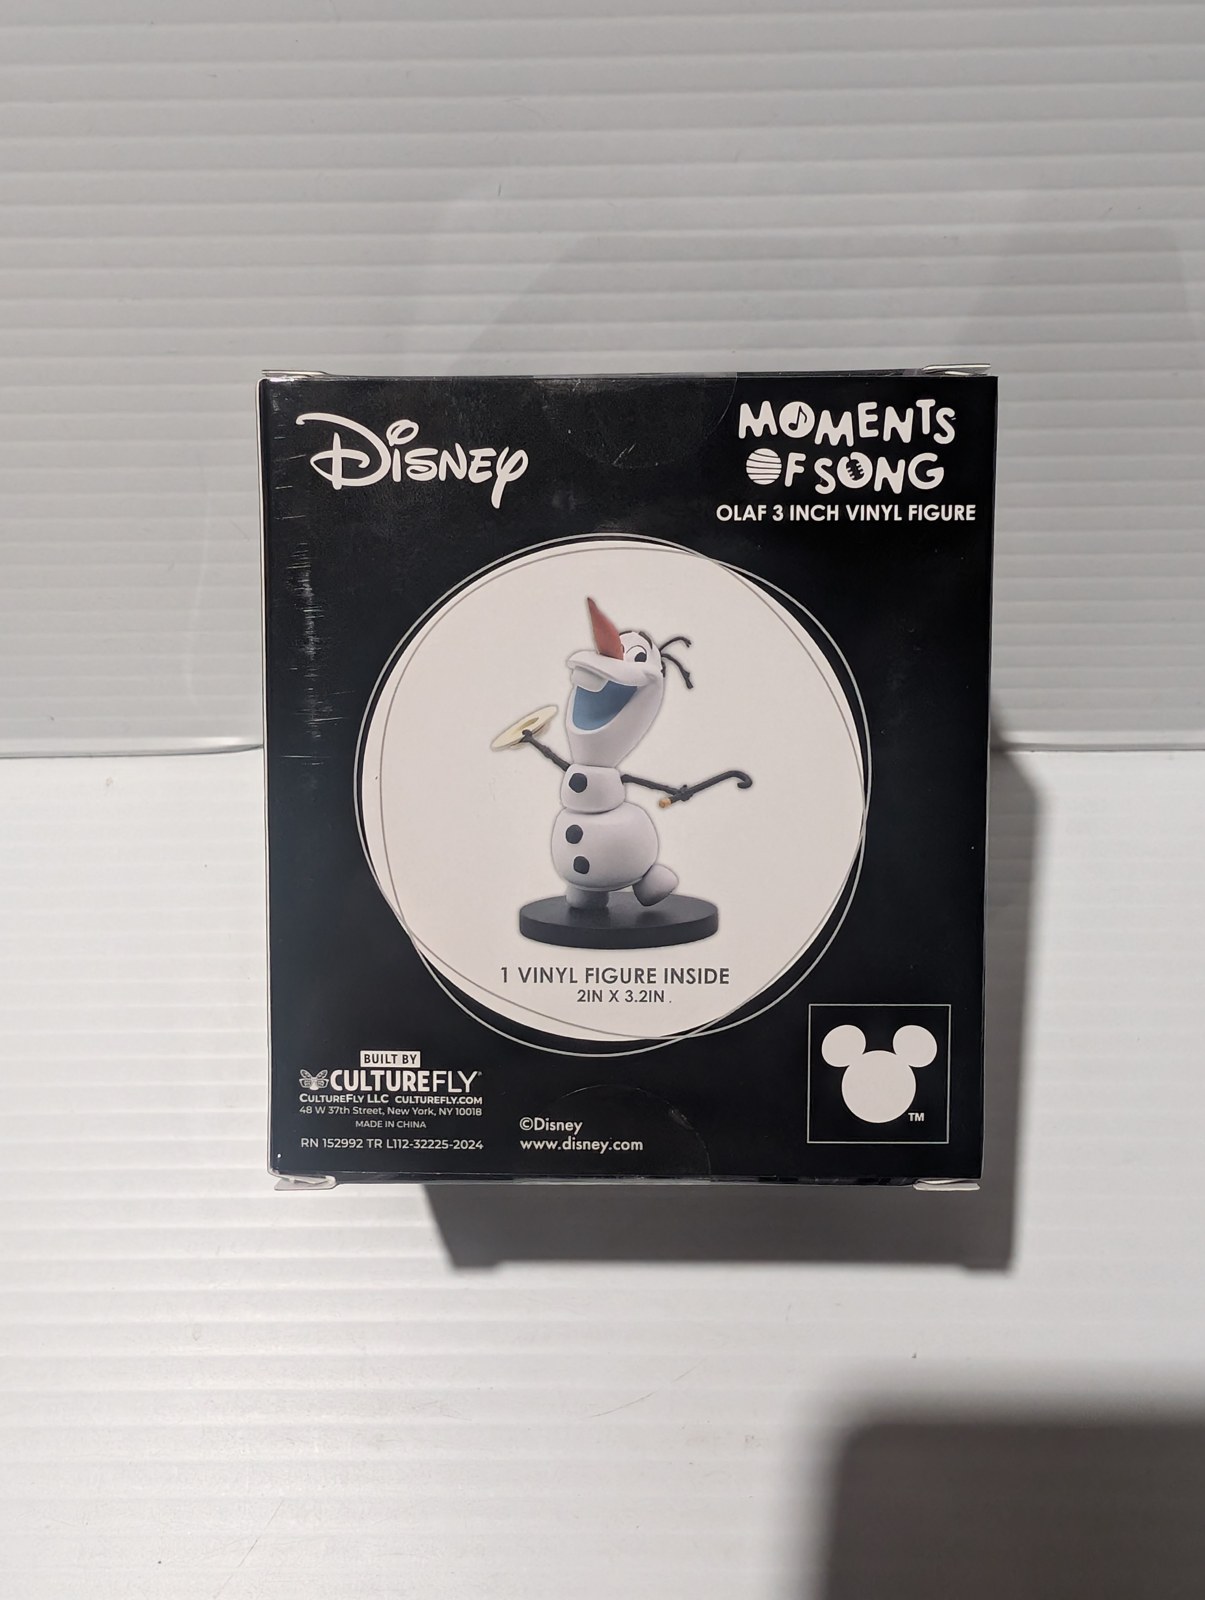 Disney
MOMENTS
OF SONG
OLAF 3 INCH VINYL FIGURE
1 VINYL FIGURE INSIDE
2IN X 3.2IN.
BUILT BY
CULTUREFLY®
CULTUREFLY LLC CULTUREFLY.COM
48 W 37th Street, New York, NY 10018
MADE IN CHINA
RN 152992 TR L112-32225-2024
©Disney
www.disney.com
TM